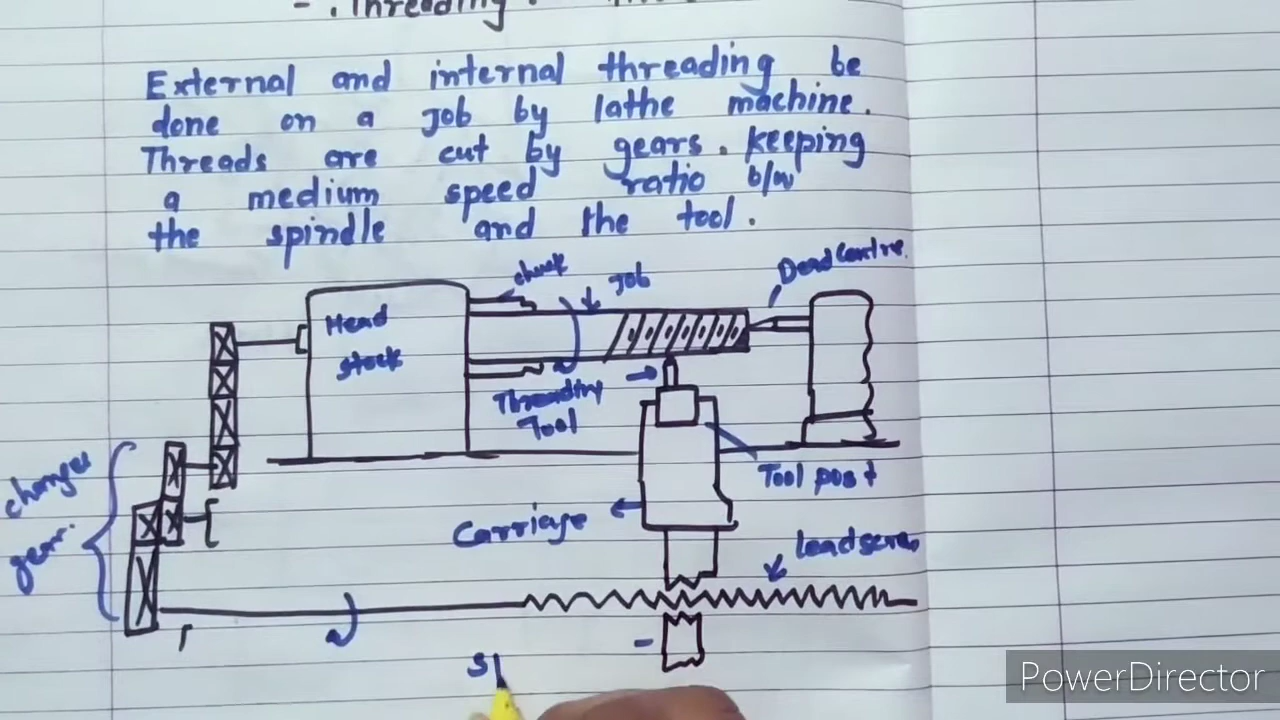 - . Threading .
External and internal threading be
done on a Job by lathe machine.
Threads are cut by gears. keeping
a medium speed ratio b/w
the spindle and the tool.
chuck
Job
Dead Centre.
Head
stock
Threading
Tool
Tool post
changes
gear.
Carriage
leadscrew
PowerDirector